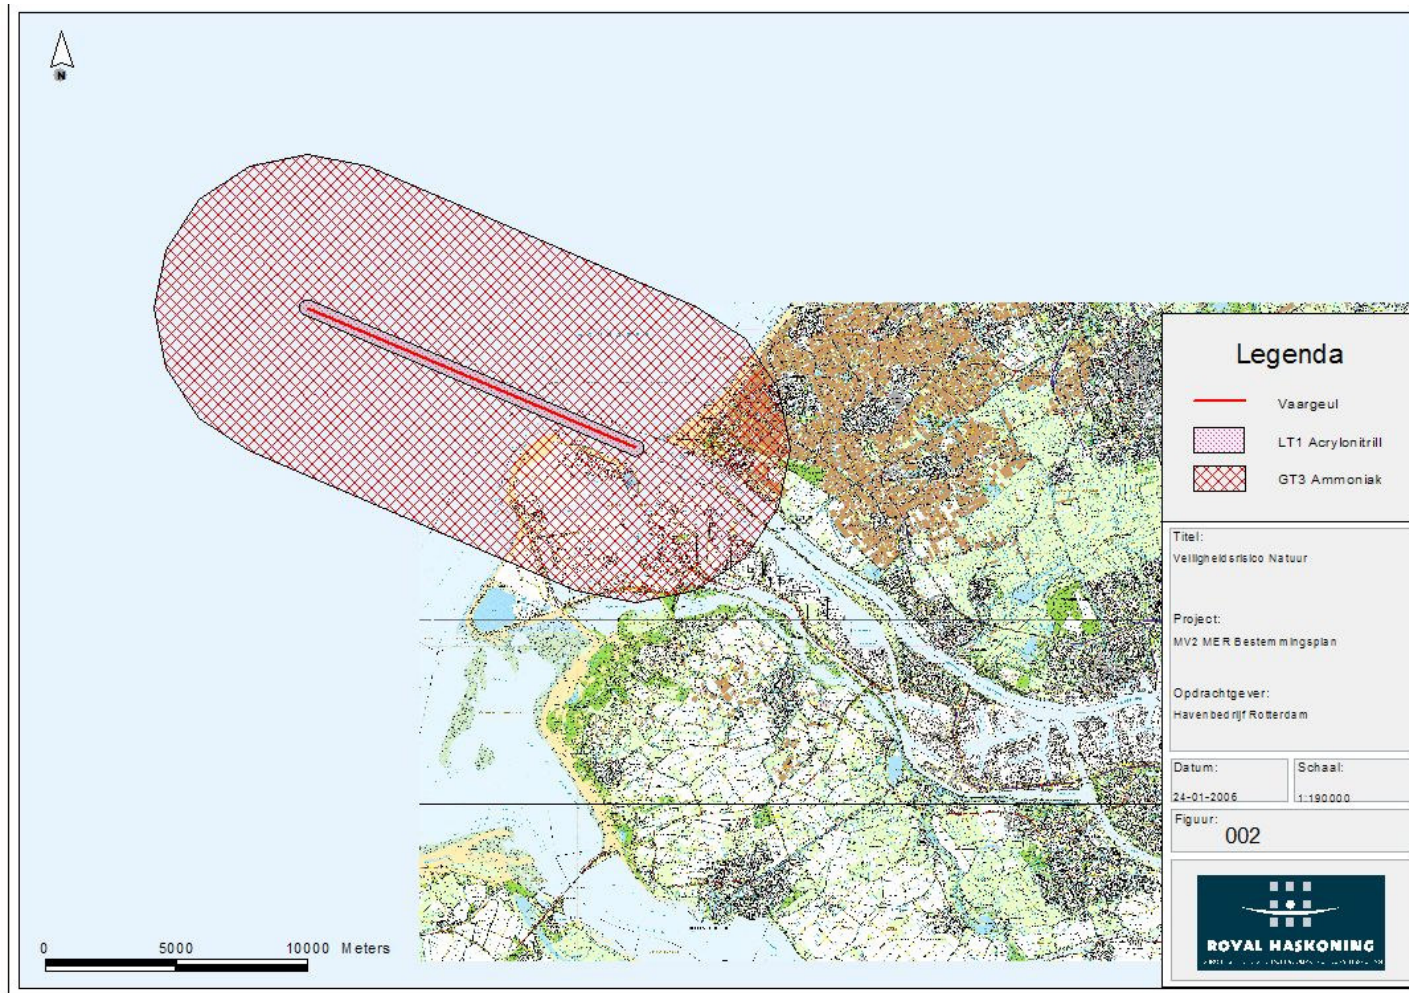 N
Legenda
Vaargeul
LT1 Acrylonitrill
GT3 Ammoniak
Titel:
Veiligheidsrisico Natuur
Project:
MV2 MER Bestemmingsplan
Opdrachtgever:
Havenbedrijf Rotterdam
Datum:
24-01-2006
Schaal:
1:190000
Figuur:
002
ROYAL HASKONING
0 5000 10000 Meters